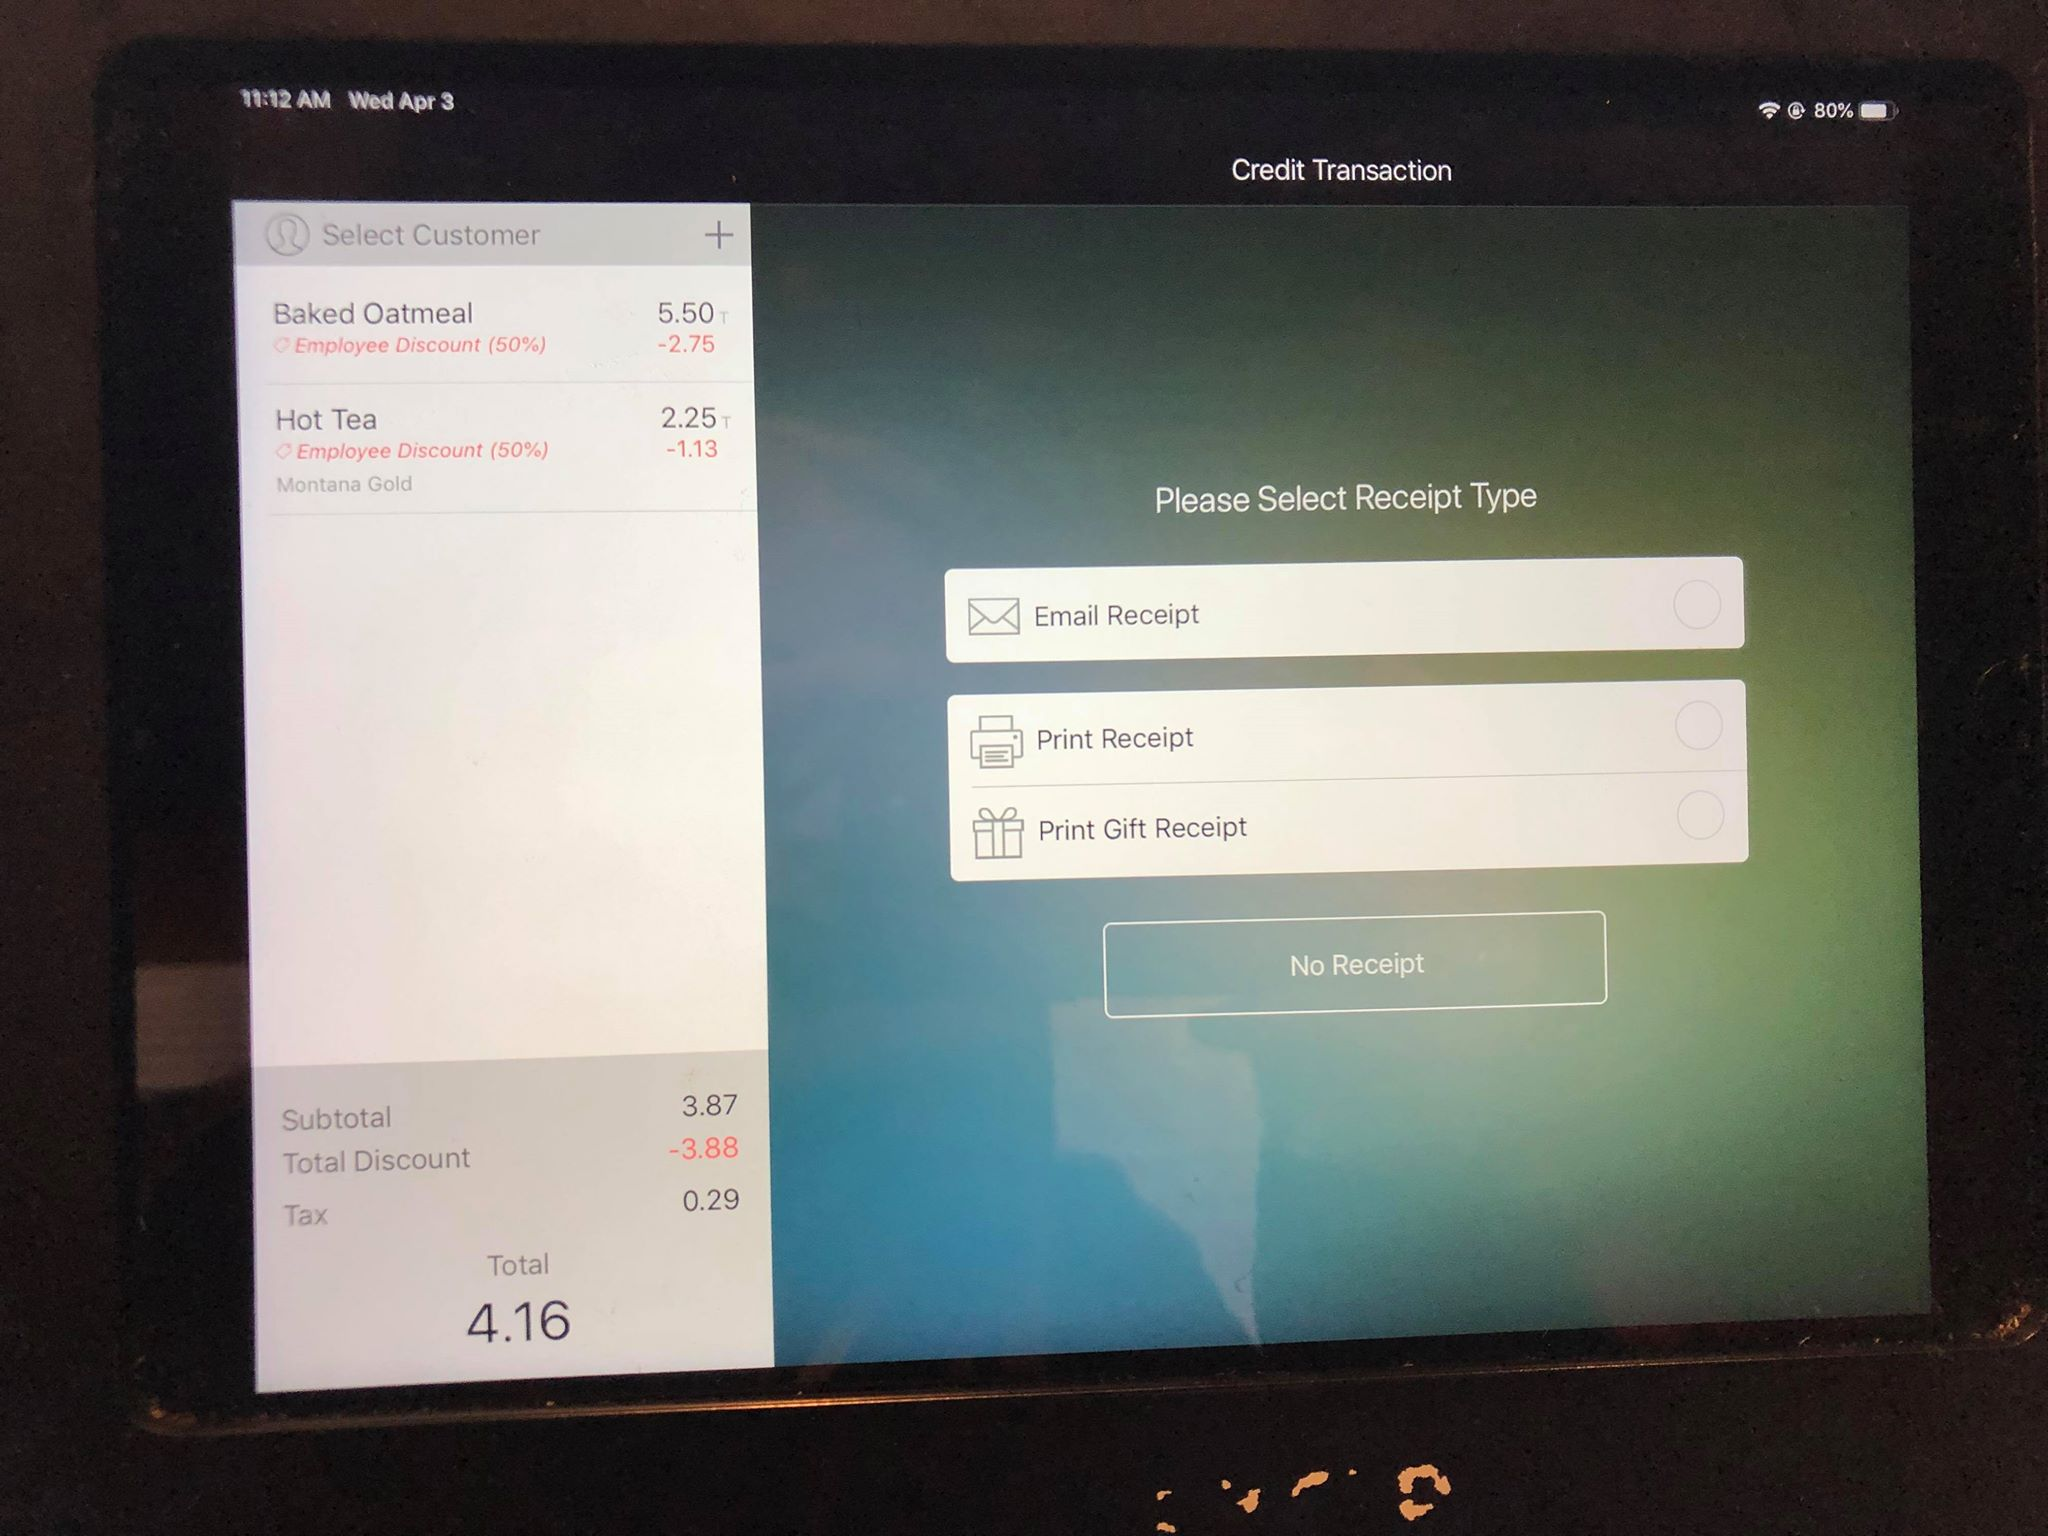 11:12 AM Wed Apr 3
80%
Credit Transaction
Select Customer +
Baked Oatmeal 5.50 T
Employee Discount (50%) -2.75
Hot Tea 2.25 T
Employee Discount (50%) -1.13
Montana Gold
Subtotal 3.87
Total Discount -3.88
Tax 0.29
Total
4.16
Please Select Receipt Type
Email Receipt
Print Receipt
Print Gift Receipt
No Receipt